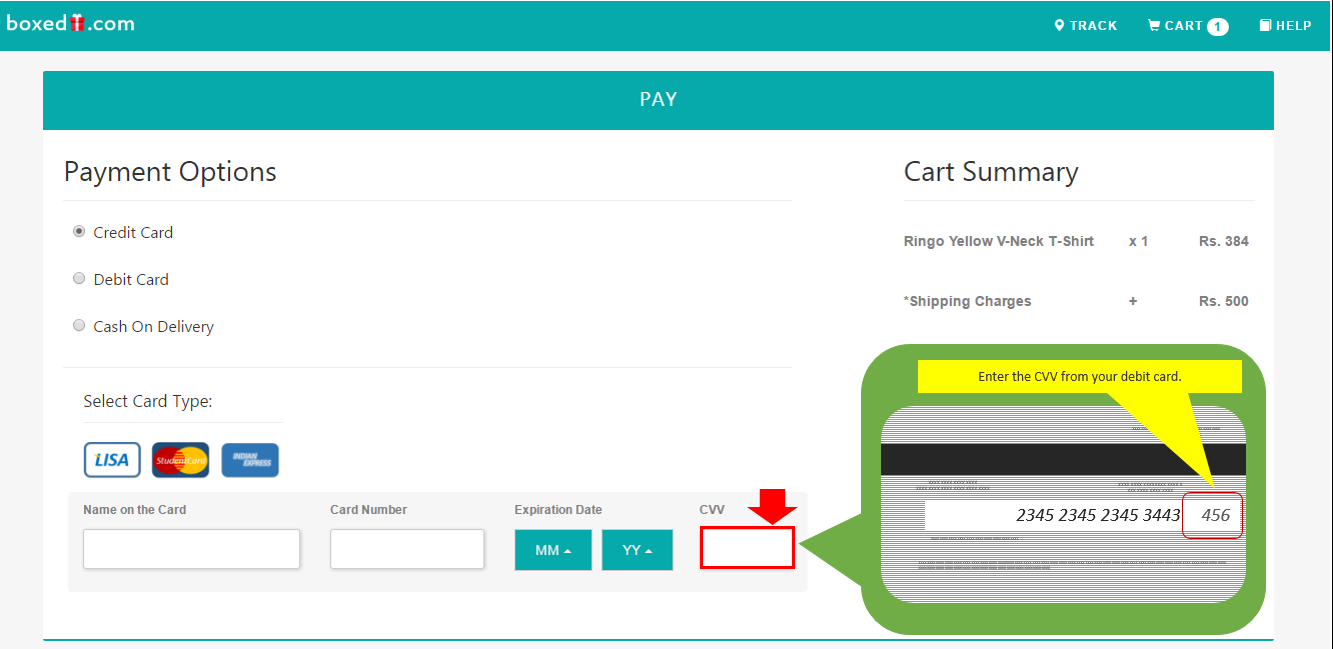 boxed.com
TRACK
CART 1
HELP
PAY
Payment Options
Credit Card
Debit Card
Cash On Delivery
Select Card Type:
LISA
StudentCard
INDIAN EXPRESS
Name on the Card
Card Number
Expiration Date
CVV
MM
YY
Cart Summary
Ringo Yellow V-Neck T-Shirt x 1 Rs. 384
*Shipping Charges + Rs. 500
Enter the CVV from your debit card.
2345 2345 2345 3443 456